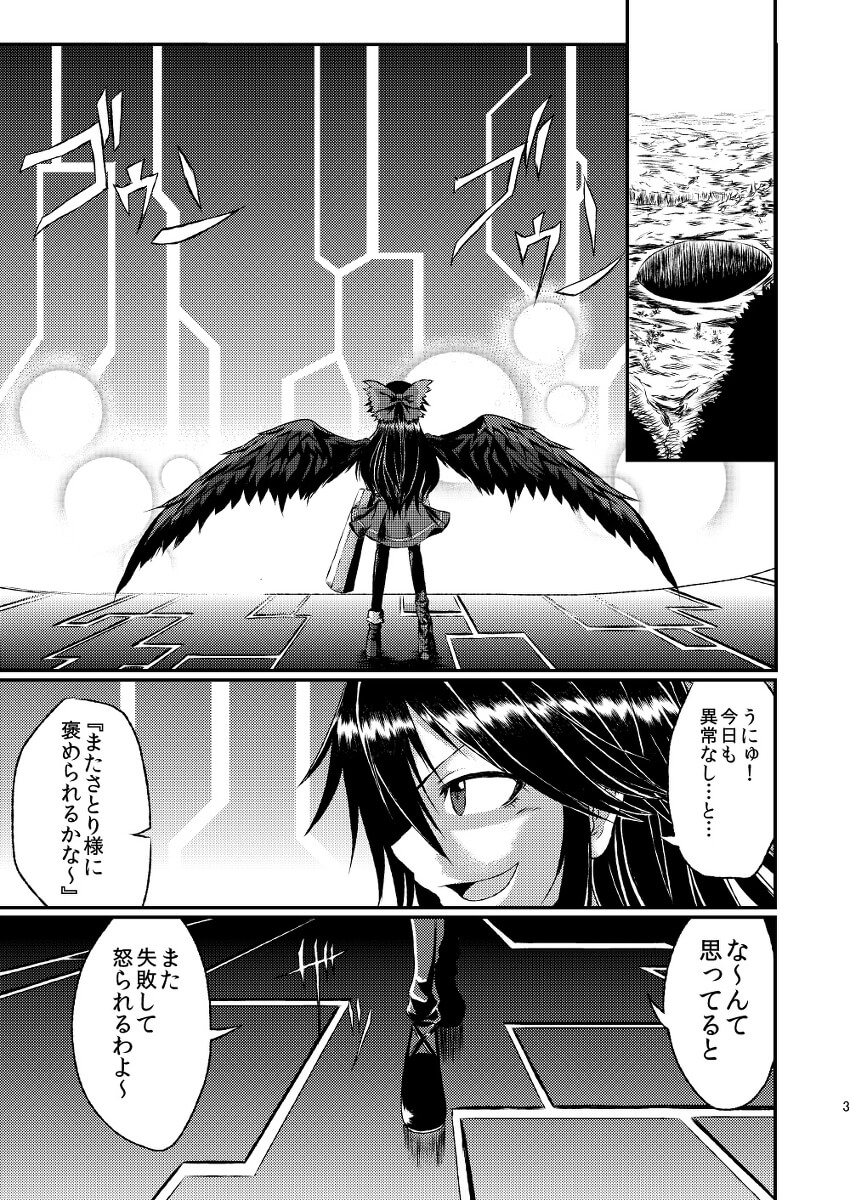 ゴゥン
ゴゥン
うにゅ！
今日も
異常なし…と…
『またさとり様に
褒められるかな～』
な～んて
思ってると
また
失敗して
怒られるわよ～
3